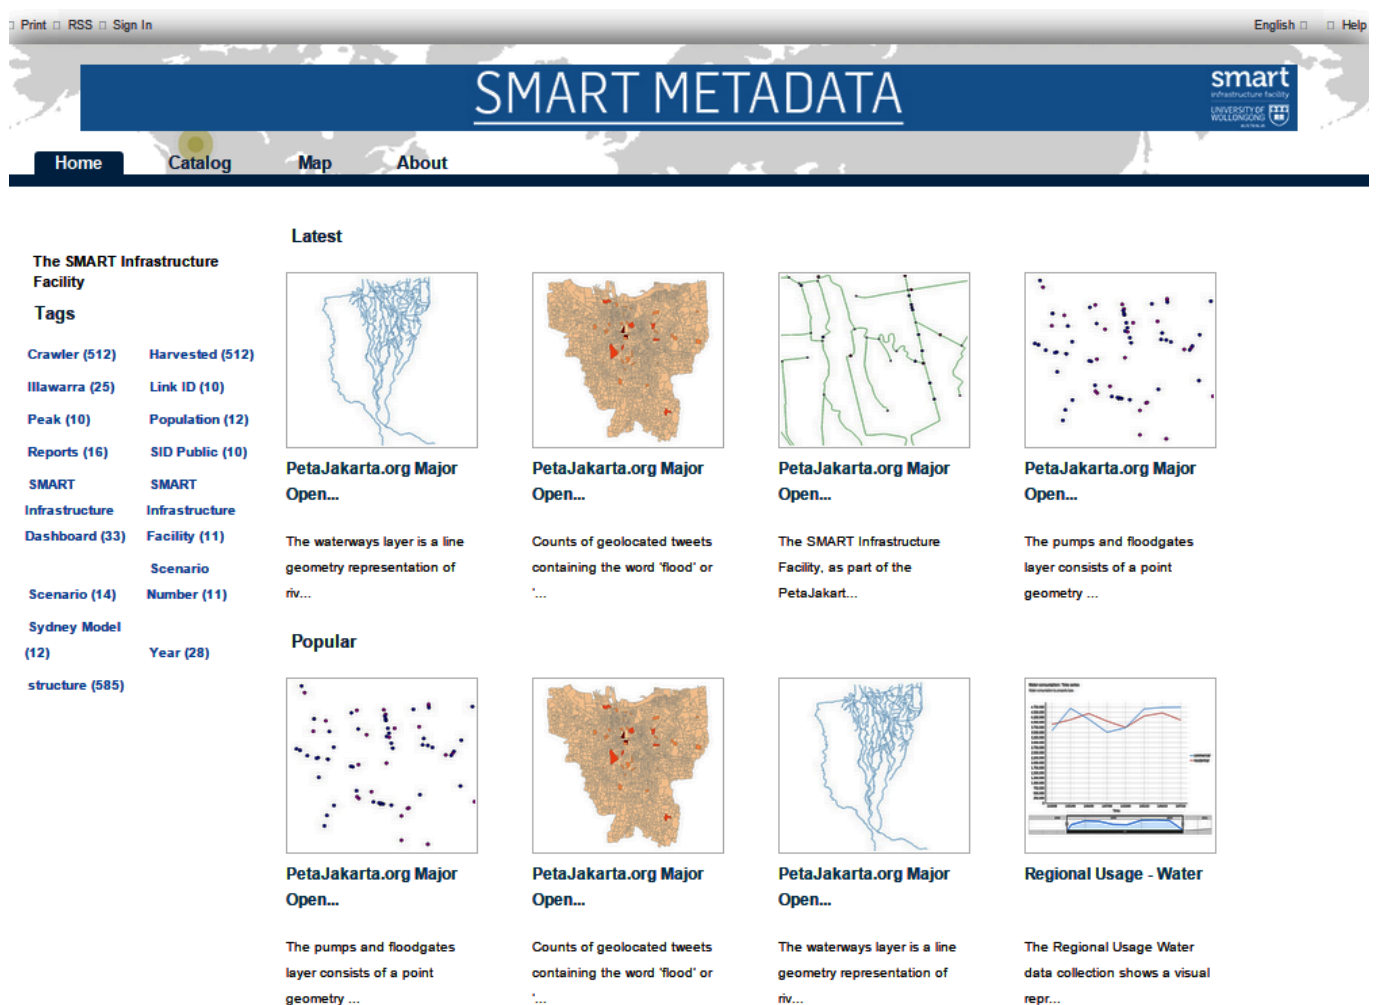 Print RSS Sign In
English Help
SMART METADATA
smart
infrastructure facility
UNIVERSITY OF
WOLLONGONG
AUSTRALIA
Home Catalog Map About
The SMART Infrastructure
Facility
Tags
Crawler (512) Harvested (512)
Illawarra (25) Link ID (10)
Peak (10) Population (12)
Reports (16) SID Public (10)
SMART
Infrastructure
Dashboard (33)
SMART
Infrastructure
Facility (11)
Scenario (14)
Scenario
Number (11)
Sydney Model
(12)
Year (28)
structure (585)
Latest
PetaJakarta.org Major
Open...
The waterways layer is a line
geometry representation of
riv...
PetaJakarta.org Major
Open...
Counts of geolocated tweets
containing the word 'flood' or
'...
PetaJakarta.org Major
Open...
The SMART Infrastructure
Facility, as part of the
PetaJakart...
PetaJakarta.org Major
Open...
The pumps and floodgates
layer consists of a point
geometry ...
Popular
PetaJakarta.org Major
Open...
The pumps and floodgates
layer consists of a point
geometry ...
PetaJakarta.org Major
Open...
Counts of geolocated tweets
containing the word 'flood' or
'...
PetaJakarta.org Major
Open...
The waterways layer is a line
geometry representation of
riv...
Regional Usage - Water
The Regional Usage Water
data collection shows a visual
repr...